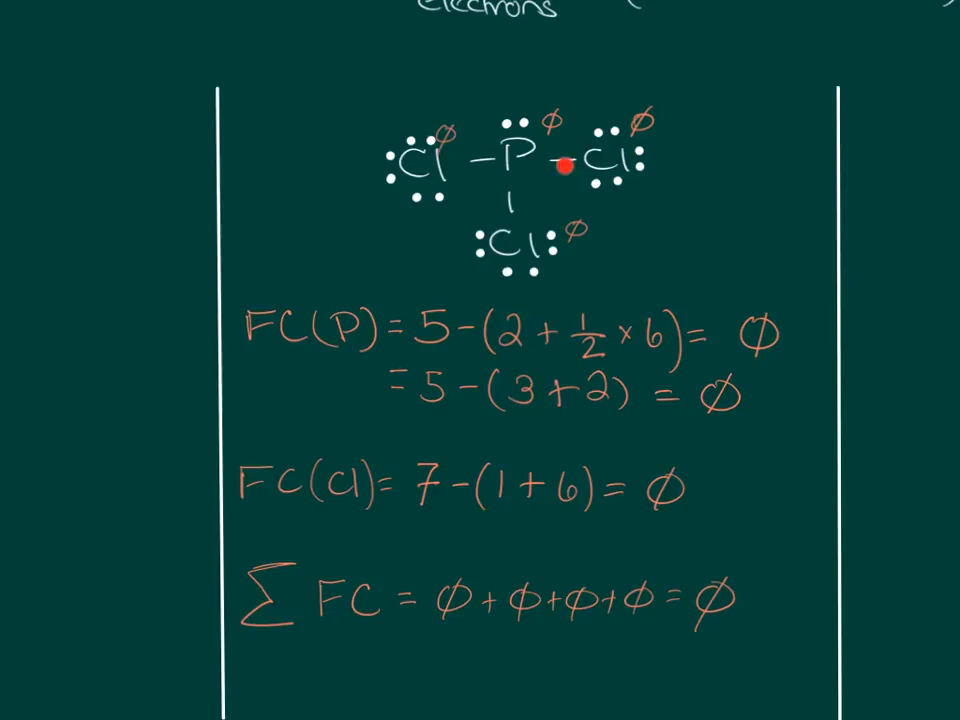 electrons (
Cl ∅ – P ∅ – Cl ∅
|
Cl ∅
FC(P) = 5 - (2 + 1/2 × 6) = ∅
= 5 - (3 + 2) = ∅
FC(Cl) = 7 - (1 + 6) = ∅
∑ FC = ∅ + ∅ + ∅ + ∅ = ∅